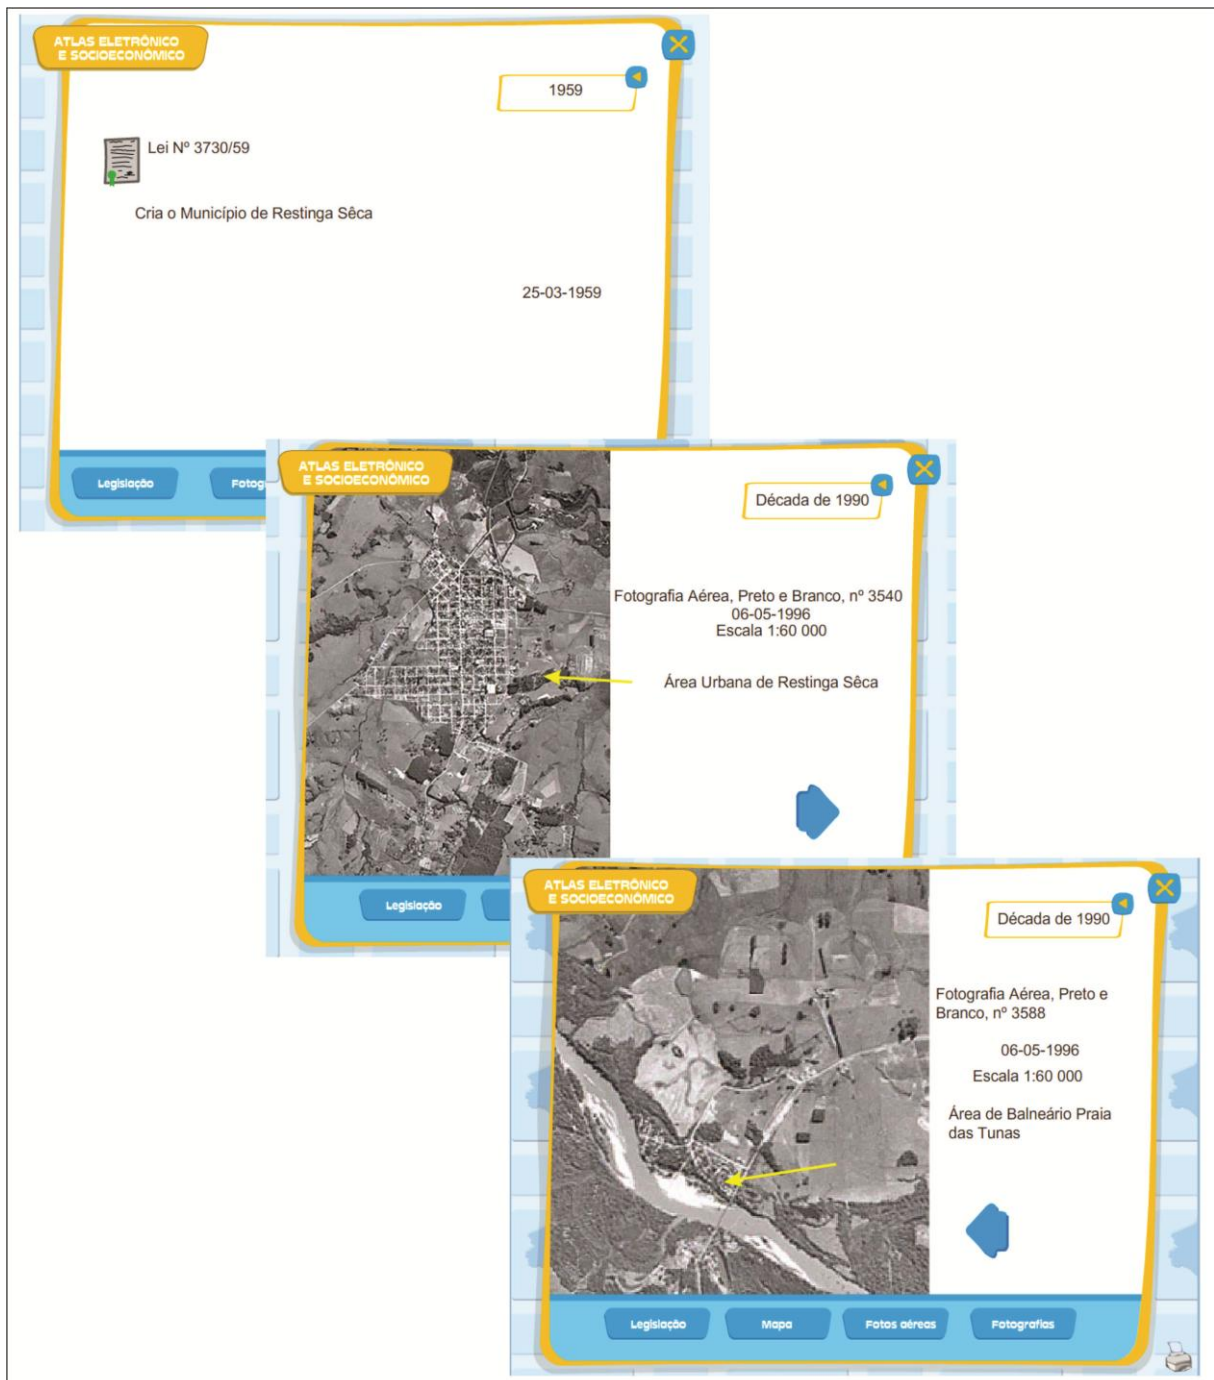 ATLAS ELETRÔNICO
E SOCIOECONÔMICO
1959
Lei Nº 3730/59
Cria o Município de Restinga Sêca
25-03-1959
Legislação
ATLAS ELETRÔNICO
E SOCIOECONÔMICO
Década de 1990
Fotografia Aérea, Preto e Branco, nº 3540
06-05-1996
Escala 1:60 000
Área Urbana de Restinga Sêca
Legislação
ATLAS ELETRÔNICO
E SOCIOECONÔMICO
Década de 1990
Fotografia Aérea, Preto e
Branco, nº 3588
06-05-1996
Escala 1:60 000
Área de Balneário Praia
das Tunas
Legislação Mapa Fotos aéreas Fotografias